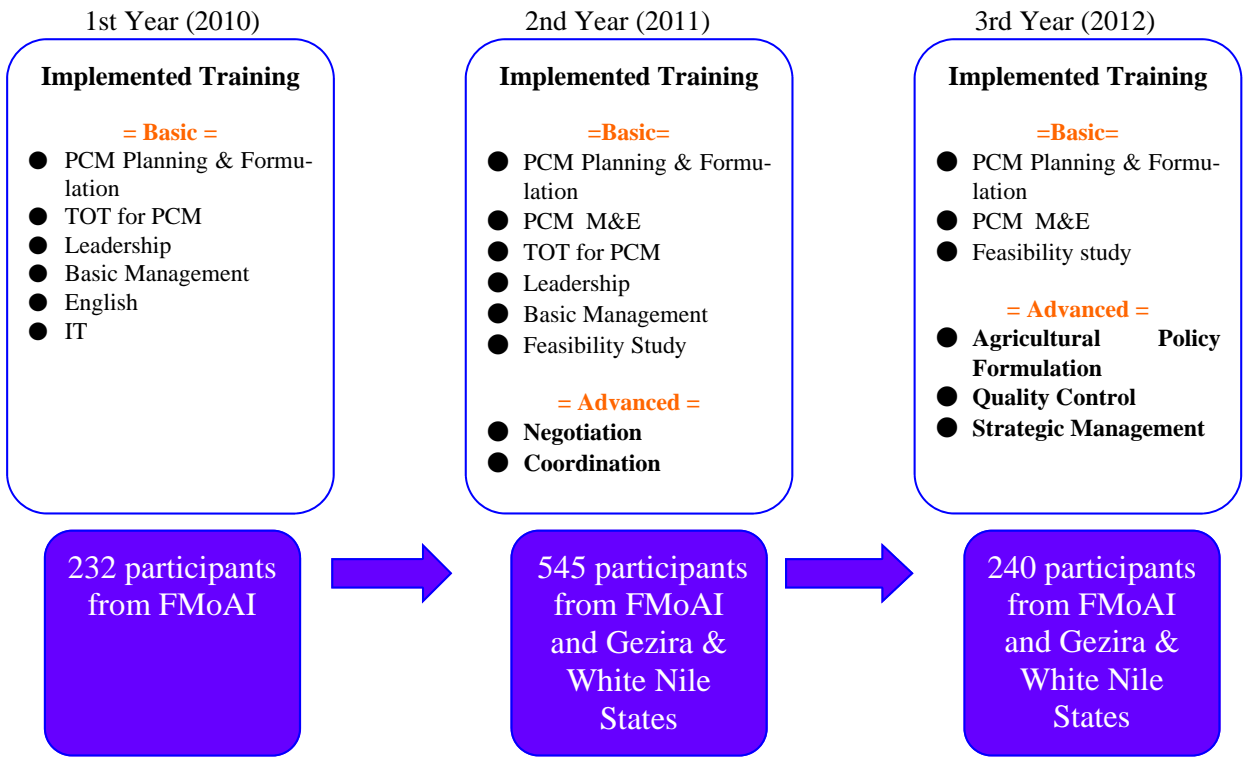 1st Year (2010)
Implemented Training
= Basic =
● PCM Planning & Formu-
lation
● TOT for PCM
● Leadership
● Basic Management
● English
● IT
232 participants
from FMoAI
2nd Year (2011)
Implemented Training
=Basic=
● PCM Planning & Formu-
lation
● PCM M&E
● TOT for PCM
● Leadership
● Basic Management
● Feasibility Study
= Advanced =
● Negotiation
● Coordination
545 participants
from FMoAI
and Gezira &
White Nile
States
3rd Year (2012)
Implemented Training
=Basic=
● PCM Planning & Formu-
lation
● PCM M&E
● Feasibility study
= Advanced =
● Agricultural Policy
Formulation
● Quality Control
● Strategic Management
240 participants
from FMoAI
and Gezira &
White Nile
States